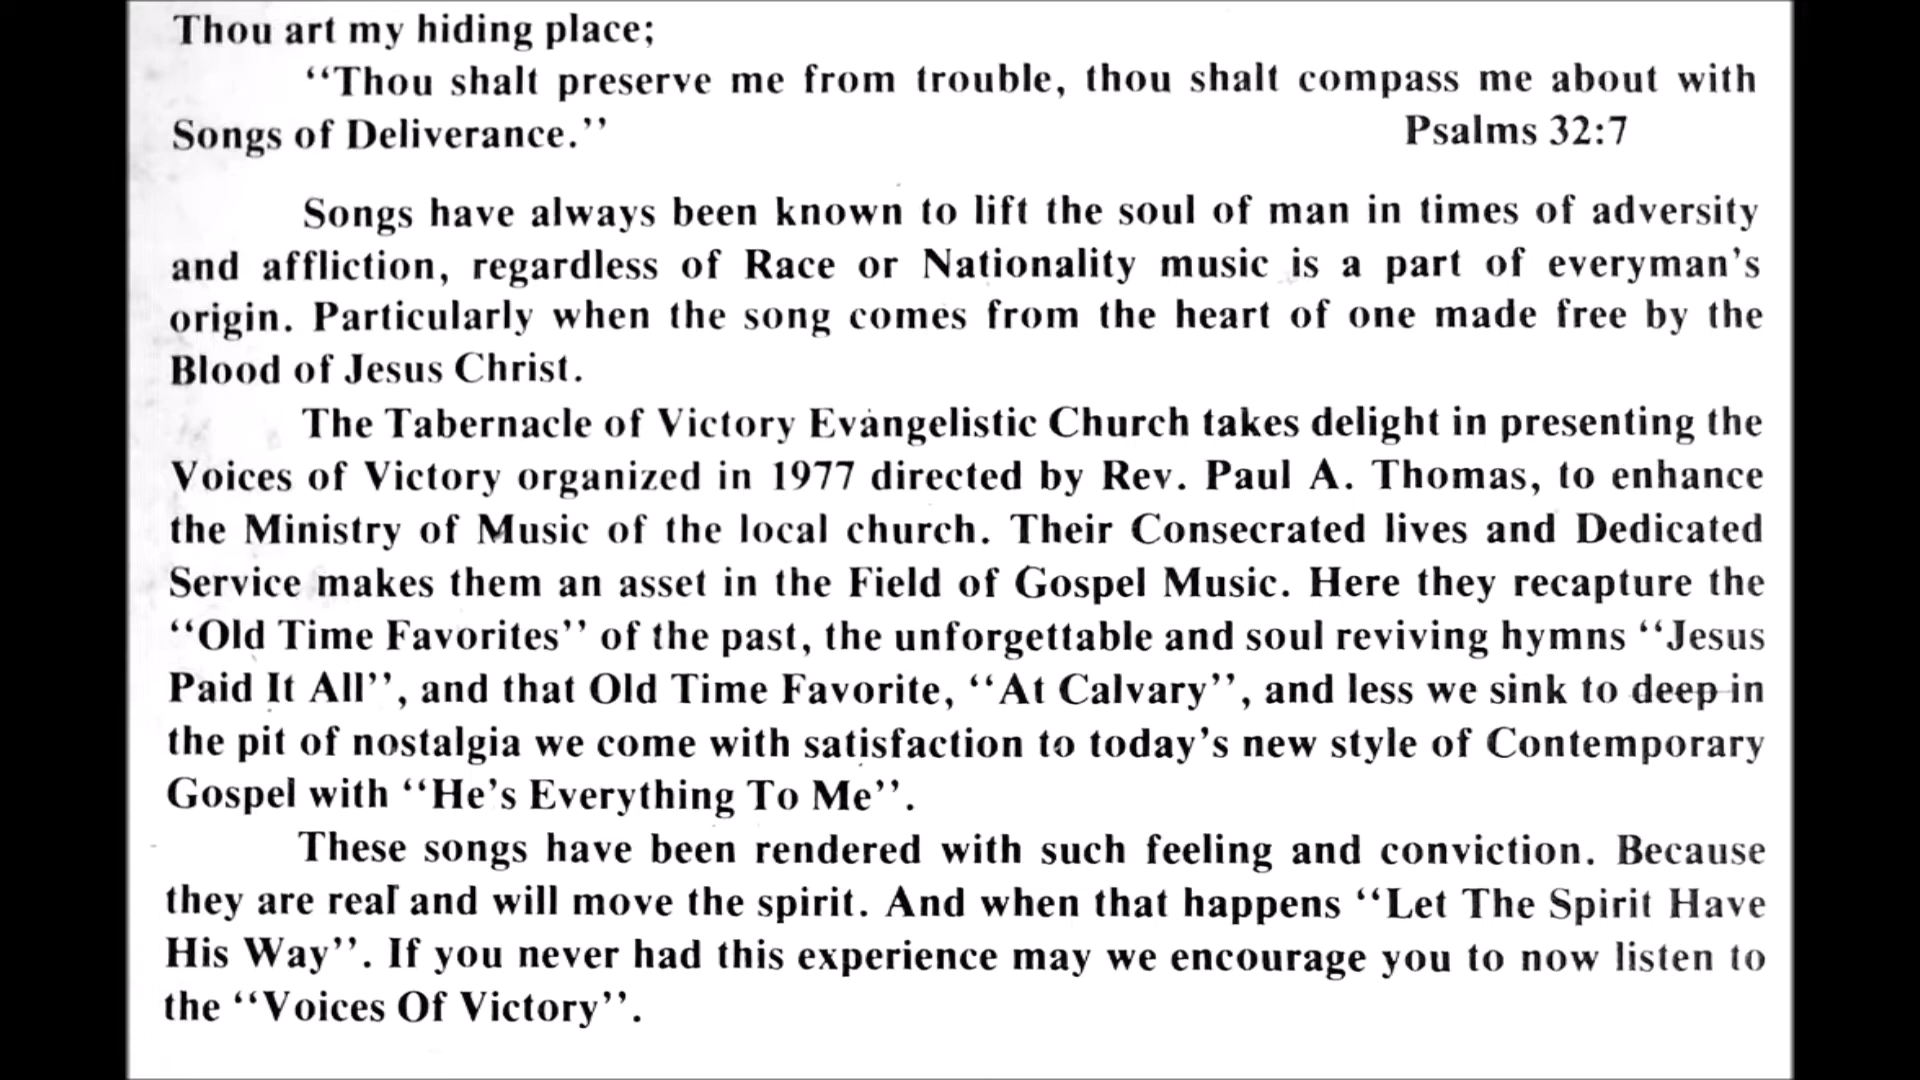 Thou art my hiding place;
‘‘Thou shalt preserve me from trouble, thou shalt compass me about with
Songs of Deliverance.’’ Psalms 32:7
Songs have always been known to lift the soul of man in times of adversity
and affliction, regardless of Race or Nationality music is a part of everyman's
origin. Particularly when the song comes from the heart of one made free by the
Blood of Jesus Christ.
The Tabernacle of Victory Evangelistic Church takes delight in presenting the
Voices of Victory organized in 1977 directed by Rev. Paul A. Thomas, to enhance
the Ministry of Music of the local church. Their Consecrated lives and Dedicated
Service makes them an asset in the Field of Gospel Music. Here they recapture the
‘‘Old Time Favorites’’ of the past, the unforgettable and soul reviving hymns ‘‘Jesus
Paid It All’’, and that Old Time Favorite, ‘‘At Calvary’’, and less we sink to deep in
the pit of nostalgia we come with satisfaction to today's new style of Contemporary
Gospel with ‘‘He's Everything To Me’’.
These songs have been rendered with such feeling and conviction. Because
they are real and will move the spirit. And when that happens ‘‘Let The Spirit Have
His Way’’. If you never had this experience may we encourage you to now listen to
the ‘‘Voices Of Victory’’.